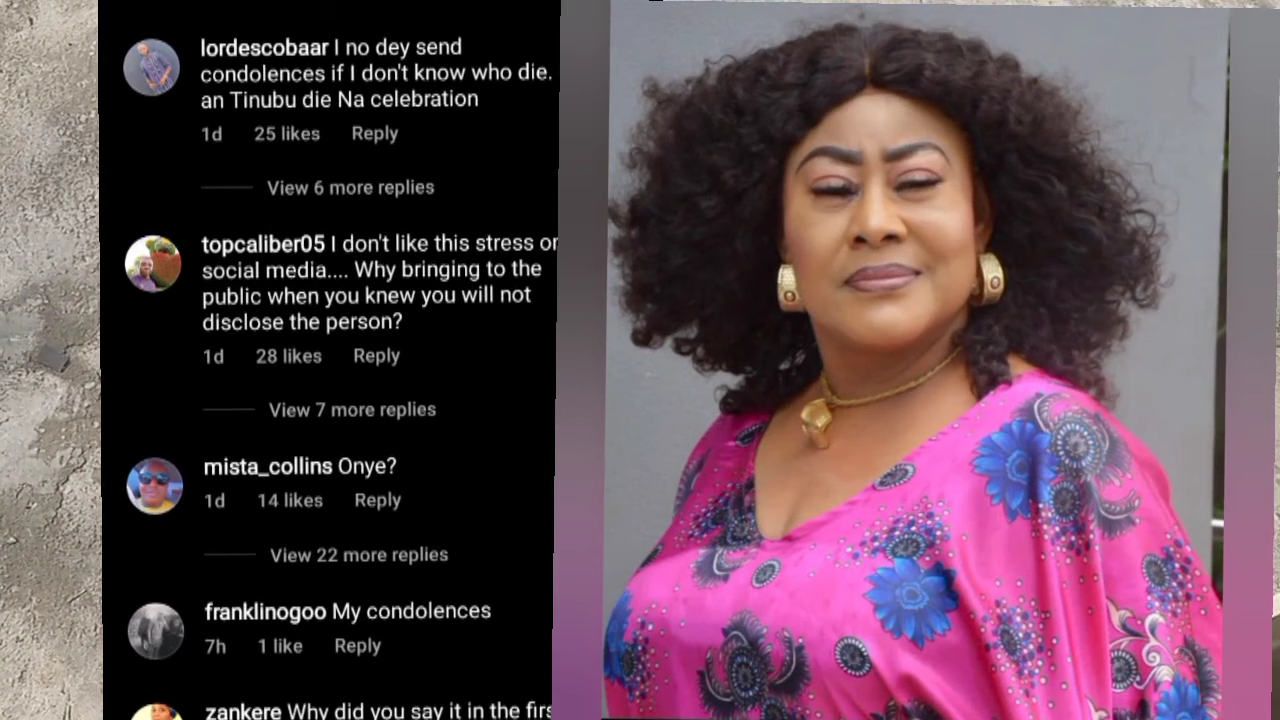 lordescobaar I no dey send
condolences if I don't know who die.
an Tinubu die Na celebration
1d 25 likes Reply
View 6 more replies
topcaliber05 I don't like this stress
social media.... Why bringing to the
public when you knew you will not
disclose the person?
1d 28 likes Reply
View 7 more replies
mista_collins Onye?
1d 14 likes Reply
View 22 more replies
franklinogoo My condolences
7h 1 like Reply
zankere Why did you say it in the